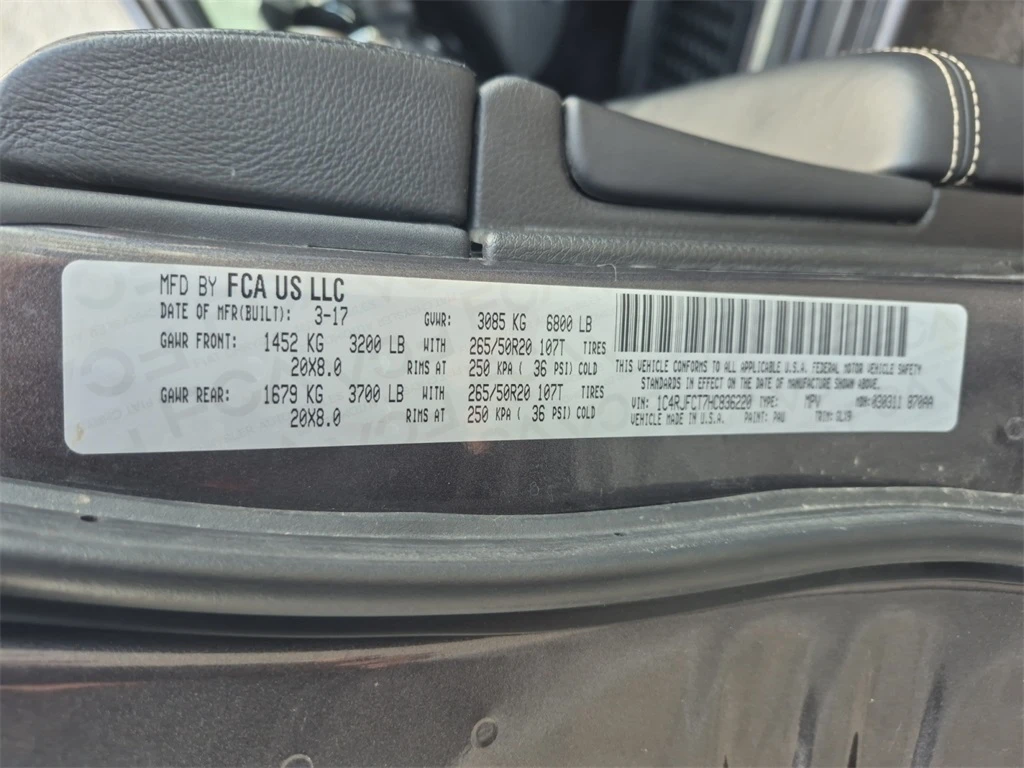 MFD BY FCA US LLC
DATE OF MFR(BUILT): 3-17 GVWR: 3085 KG 6800 LB
GAWR FRONT: 1452 KG 3200 LB WITH 265/50R20 107T TIRES
20X8.0 RIMS AT 250 KPA ( 36 PSI) COLD
GAWR REAR: 1679 KG 3700 LB WITH 265/50R20 107T TIRES
20X8.0 RIMS AT 250 KPA ( 36 PSI) COLD
THIS VEHICLE CONFORMS TO ALL APPLICABLE U.S.A. FEDERAL MOTOR VEHICLE SAFETY
STANDARDS IN EFFECT ON THE DATE OF MANUFACTURE SHOWN ABOVE.
VIN: 1C4RJFCT7HC836220 TYPE: MPV MDH: 030311 870AA
VEHICLE MADE IN U.S.A. PAINT: PAU TRIM: